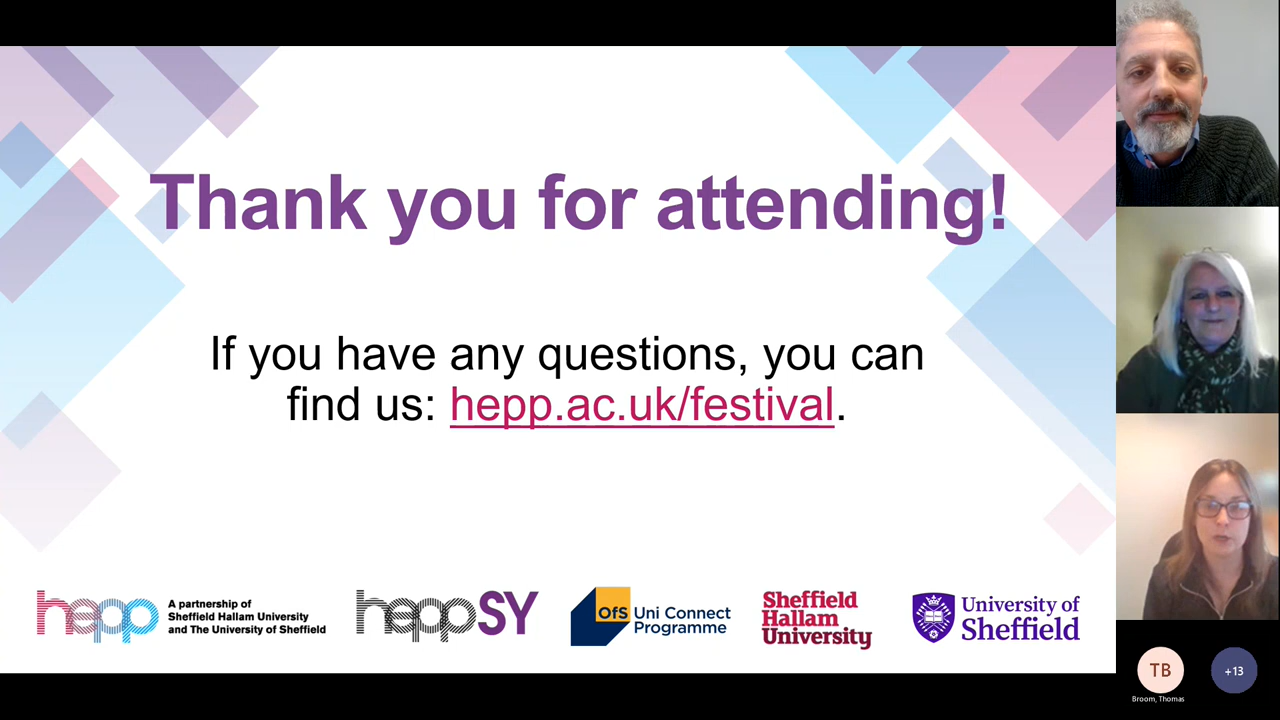 Thank you for attending!
If you have any questions, you can
find us: hepp.ac.uk/festival.
hepp
A partnership of
Sheffield Hallam University
and The University of Sheffield
heppSY
OfS
Uni Connect
Programme
Sheffield
Hallam
University
University of
Sheffield
TB
+13
Broom, Thomas